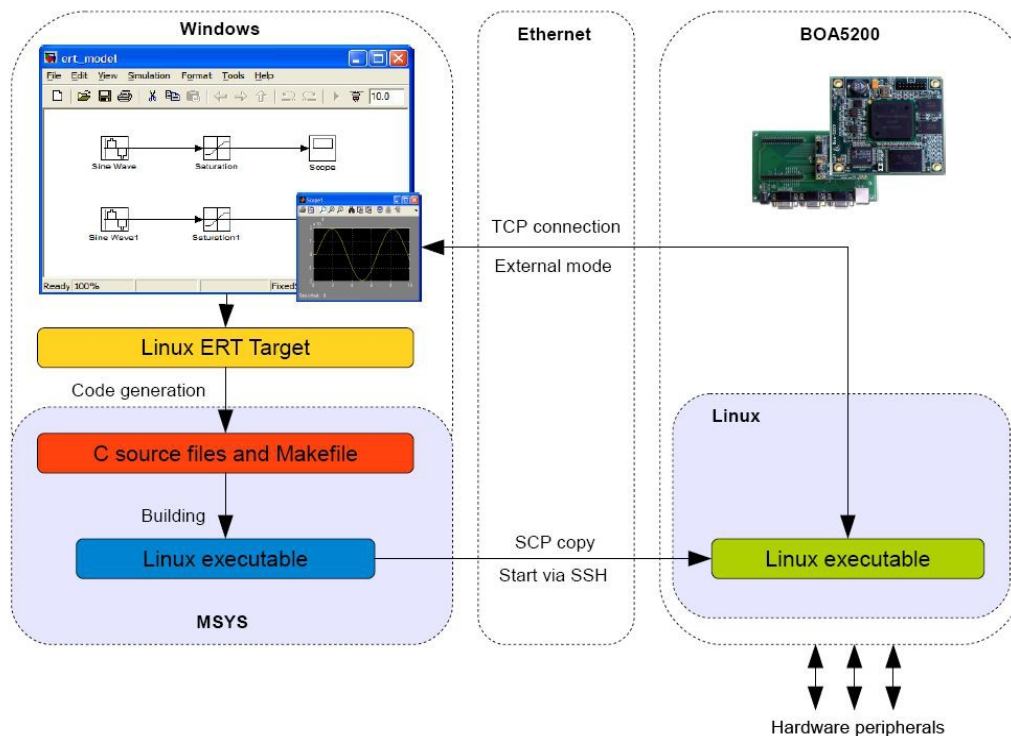 Windows
Ethernet
BOA5200
ert_model
File Edit View Simulation Format Tools Help
10.0
Sine Wave
Saturation
Scope
Sine Wave1
Saturation1
Scope1
Ready 100%
TCP connection
External mode
Linux ERT Target
Code generation
Linux
C source files and Makefile
Building
Linux executable
SCP copy
Start via SSH
Linux executable
MSYS
Hardware peripherals